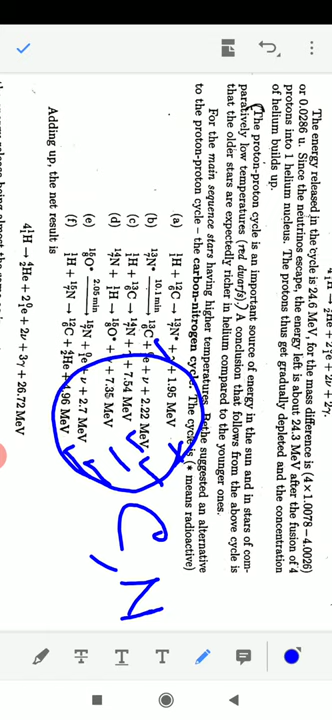 4¹₁H → ⁴₂He + 2⁰₁e + 2ν + 2γ,
The energy released in the cycle is 24.6 MeV, for the mass difference is (4×1.0078−4.0026)
or 0.0286 u. Since the neutrinos escape, the energy left is about 24.3 MeV after the fusion of 4
protons into 1 helium nucleus. The protons thus get gradually depleted and the concentration
of helium builds up.
(The proton-proton cycle is an important source of energy in the sun and in stars of com-
paratively low temperatures (red dwarfs).) A conclusion that follows from the above cycle is
that the older stars are expectedly richer in helium compared to the younger ones.
For the main sequence stars having higher temperatures, Bethe suggested an alternative
to the proton-proton cycle – the carbon-nitrogen cycle. The cycle is (* means radioactive)
(a) ¹₁H + ¹²₆C → ¹³₇N* + γ + 1.95 MeV
(b) ¹³₇N* 10.1 min → ¹³₆C + ⁰₁e + ν + 2.22 MeV
(c) ¹₁H + ¹³₆C → ¹⁴₇N + γ + 7.54 MeV
(d) ¹⁴₇N + ¹₁H → ¹⁵₈O* + γ + 7.35 MeV
(e) ¹⁵₈O* 2.05 min → ¹⁵₇N + ⁰₁e + ν + 2.7 MeV
(f) ¹₁H + ¹⁵₇N → ¹²₆C + ⁴₂He + 4.96 MeV
C, N
Adding up, the net result is
4¹₁H → ⁴₂He + 2⁰₁e + 2ν + 3γ + 26.72 MeV